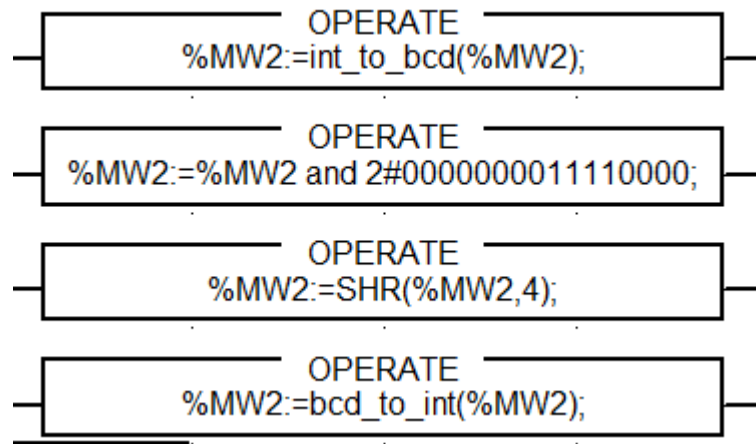 OPERATE
%MW2:=int_to_bcd(%MW2);
OPERATE
%MW2:=%MW2 and 2#0000000011110000;
OPERATE
%MW2:=SHR(%MW2,4);
OPERATE
%MW2:=bcd_to_int(%MW2);